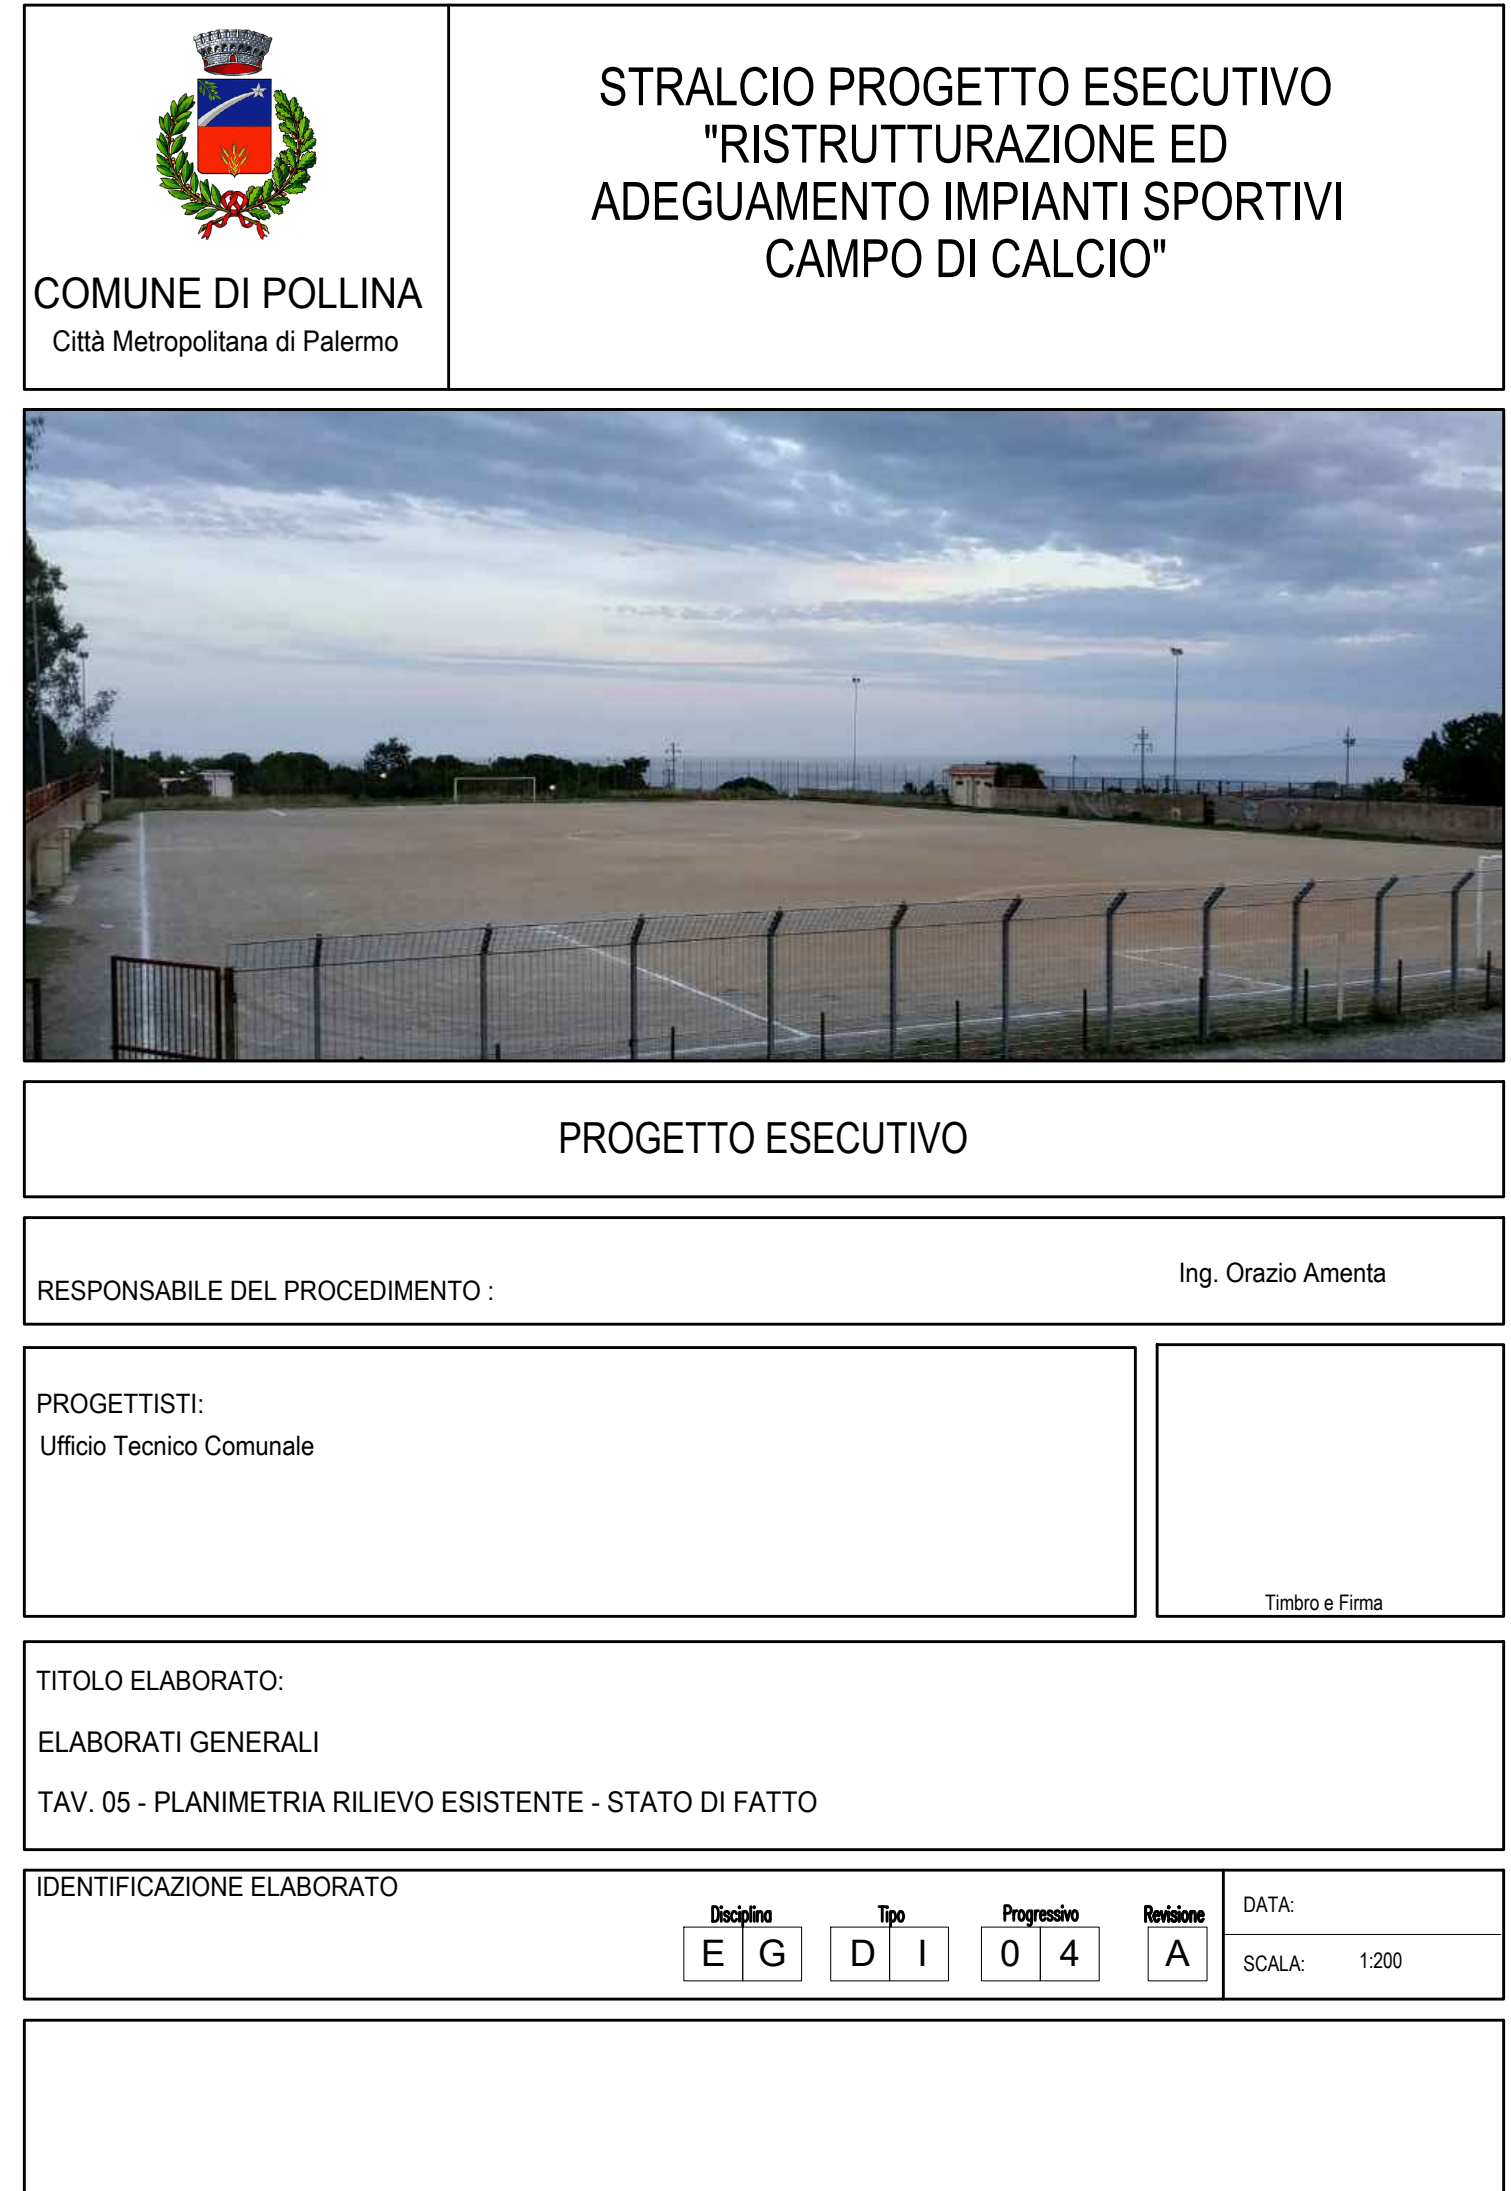 COMUNE DI POLLINA
Città Metropolitana di Palermo
STRALCIO PROGETTO ESECUTIVO
"RISTRUTTURAZIONE ED
ADEGUAMENTO IMPIANTI SPORTIVI
CAMPO DI CALCIO"
PROGETTO ESECUTIVO
RESPONSABILE DEL PROCEDIMENTO :
Ing. Orazio Amenta
PROGETTISTI:
Ufficio Tecnico Comunale
Timbro e Firma
TITOLO ELABORATO:
ELABORATI GENERALI
TAV. 05 - PLANIMETRIA RILIEVO ESISTENTE - STATO DI FATTO
IDENTIFICAZIONE ELABORATO
Disciplina Tipo Progressivo Revisione
E G D I 0 4 A
DATA:
SCALA: 1:200